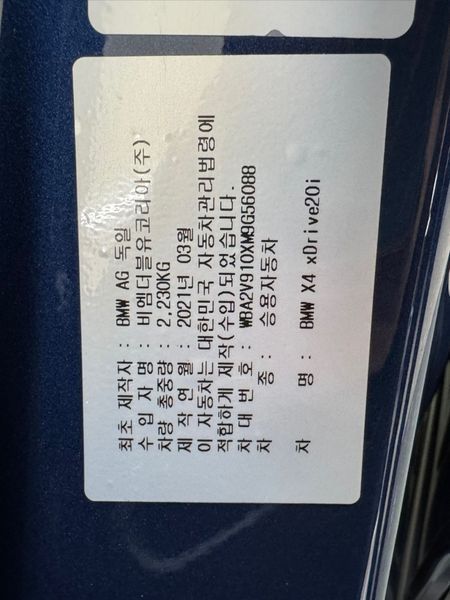 최초 제작자 : BMW AG 독일
수 입 자 명 : 비엠더블유코리아(주)
차량 총중량 : 2,230KG
제 작 연 월 : 2021년 03월
이 자동차는 대한민국 자동차관리법령에
적합하게 제작(수입)되었습니다.
차 대 번 호 : WBA2V910XM9G56088
차 종 : 승용자동차
차 명 : BMW X4 xDrive20i